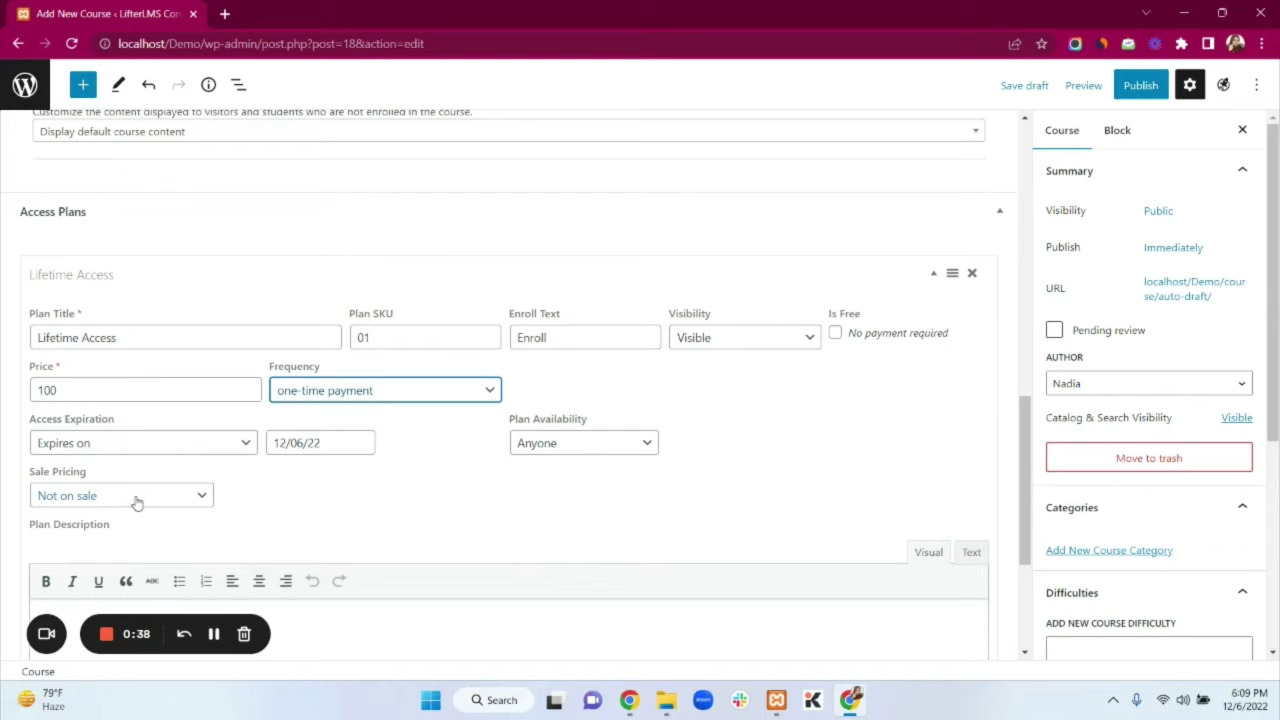 Add New Course ‹ LifterLMS Cor
localhost/Demo/wp-admin/post.php?post=18&action=edit
Save draft
Preview
Publish
Customize the content displayed to visitors and students who are not enrolled in the course.
Display default course content
Access Plans
Lifetime Access
Plan Title *
Plan SKU
Enroll Text
Visibility
Is Free
Lifetime Access
01
Enroll
Visible
No payment required
Price *
Frequency
100
one-time payment
Access Expiration
Plan Availability
Expires on
12/06/22
Anyone
Sale Pricing
Not on sale
Plan Description
Visual
Text
B I U ABC
0:38
Course
Course
Block
Summary
Visibility
Public
Publish
Immediately
URL
localhost/Demo/cour
se/auto-draft/
Pending review
AUTHOR
Nadia
Catalog & Search Visibility
Visible
Move to trash
Categories
Add New Course Category
Difficulties
ADD NEW COURSE DIFFICULTY
79°F
Haze
Search
6:09 PM
12/6/2022